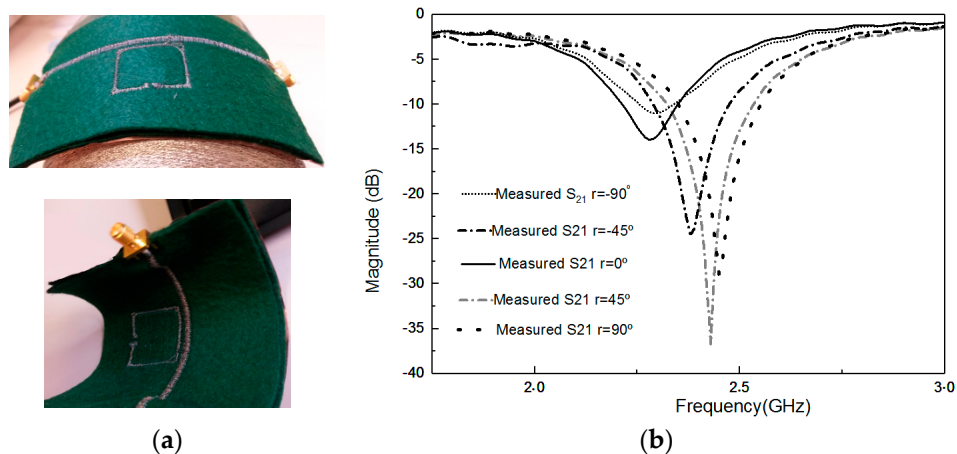 0
-5
-10
-15
-20
-25
-30
-35
-40
Magnitude (dB)
Measured S21 r=-90°
Measured S21 r=-45º
Measured S21 r=0º
Measured S21 r=45º
Measured S21 r=90º
2·0 2.5 3·0
Frequency(GHz)
(a) (b)